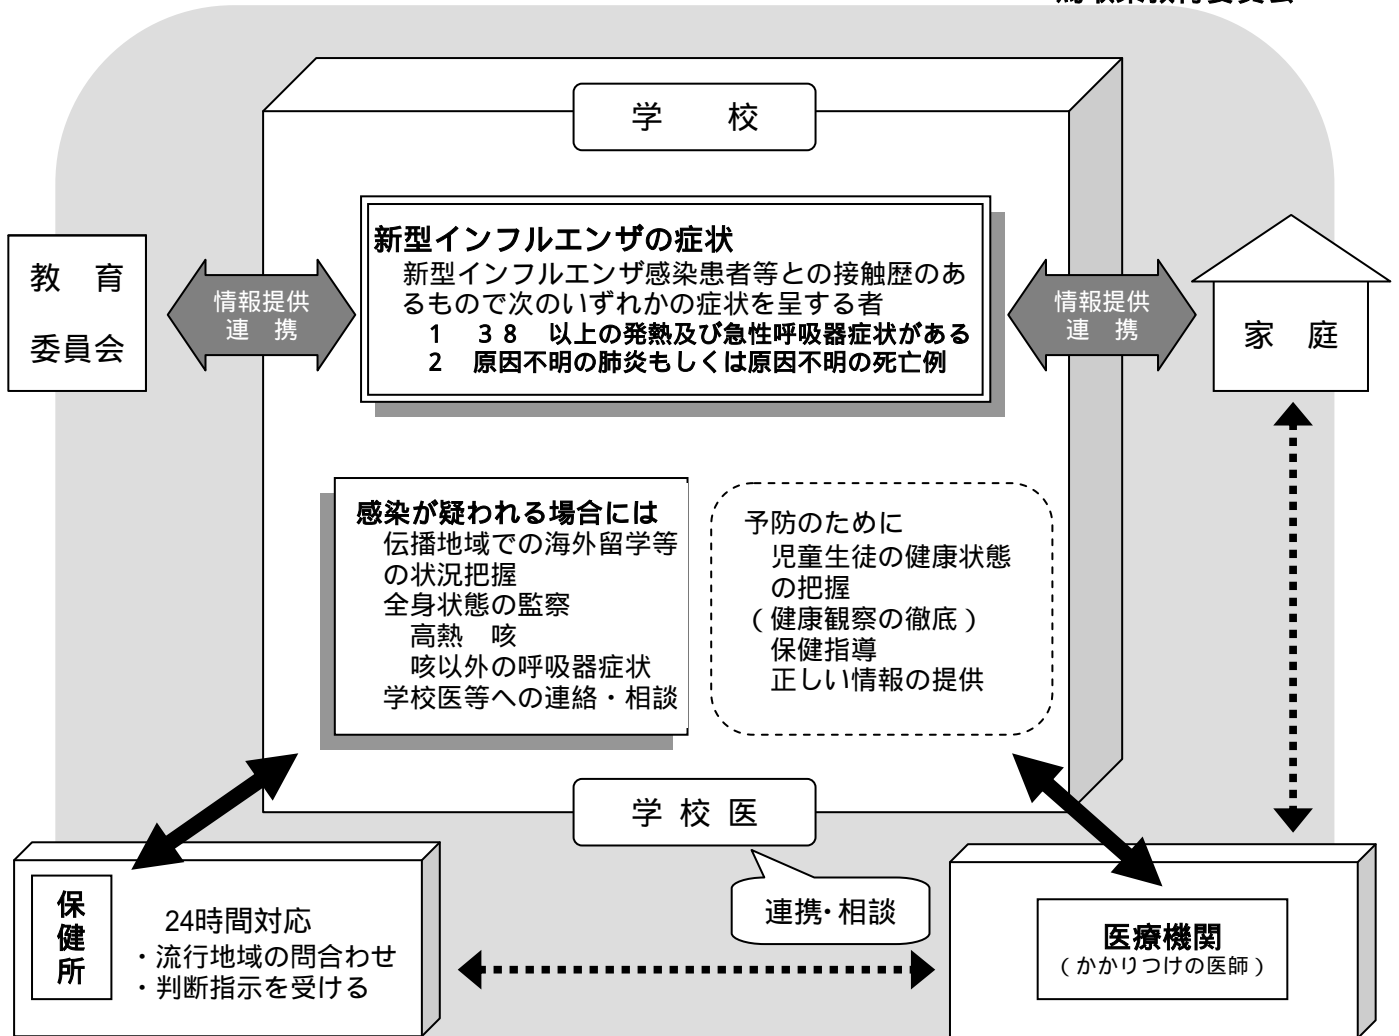 学　　校
新型インフルエンザの症状
新型インフルエンザ感染患者等との接触歴のあ
るもので次のいずれかの症状を呈する者
１　３８　以上の発熱及び急性呼吸器症状がある
２　原因不明の肺炎もしくは原因不明の死亡例
教　育
委員会
情報提供
連　携
情報提供
連　携
家　庭
感染が疑われる場合には
伝播地域での海外留学等
の状況把握
全身状態の監察
高熱　咳
咳以外の呼吸器症状
学校医等への連絡・相談
予防のために
児童生徒の健康状態
の把握
（健康観察の徹底）
保健指導
正しい情報の提供
学 校 医
連携・相談
保健所
24時間対応
・流行地域の問合わせ
・判断指示を受ける
医療機関
（かかりつけの医師）